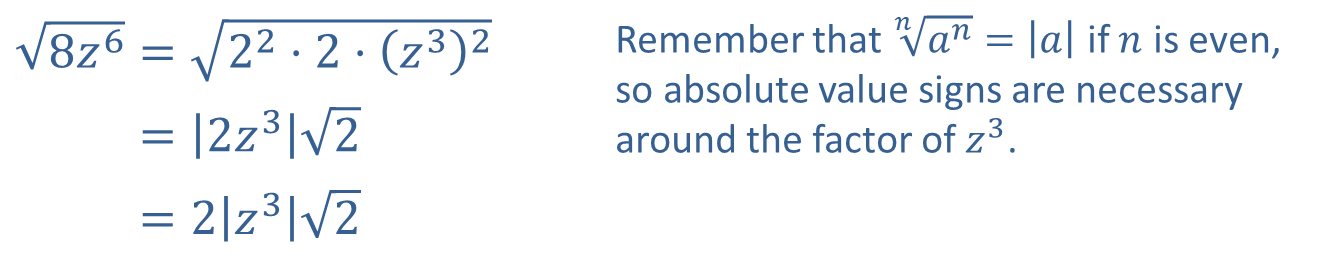 √8z⁶ = √2² · 2 · (z³)²
= |2z³|√2
= 2|z³|√2
Remember that ⁿ√aⁿ = |a| if n is even,
so absolute value signs are necessary
around the factor of z³.